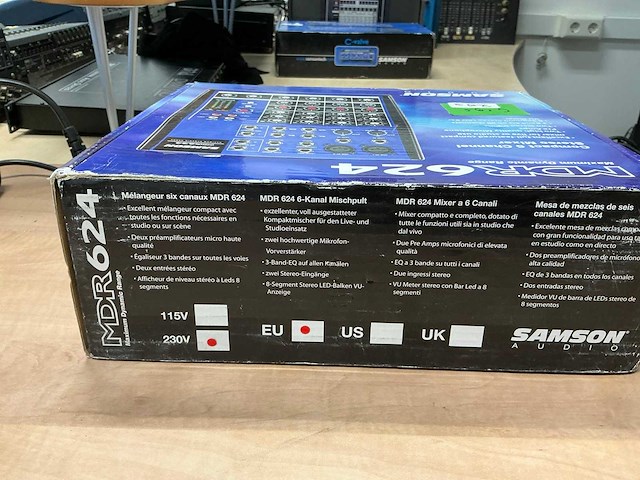 SAMSON
SAMSON
MDR624
Maximum Dynamic Range
Stereo Mixer
MDR624
Maximum Dynamic Range
Mélangeur six canaux MDR 624
• Excellent mélangeur compact avec
toutes les fonctions nécessaires en
studio ou sur scène
• Deux préamplificateurs micro haute
qualité
• Égaliseur 3 bandes sur toutes les voies
• Deux entrées stéréo
• Afficheur de niveau stéréo à Leds 8
segments
MDR 624 6-Kanal Mischpult
• exzellenter, voll ausgestatteter
Kompaktmischer für den Live- und
Studioeinsatz
• zwei hochwertige Mikrofon-
Vorverstärker
• 3-Band-EQ auf allen Kanälen
• zwei Stereo-Eingänge
• 8-Segment Stereo LED-Balken VU-
Anzeige
MDR 624 Mixer a 6 Canali
• Mixer compatto e completo, dotato di
tutte le funzioni utili sia in studio che
dal vivo
• Due Pre Amps microfonici di elevata
qualità
• EQ a 3 bande su tutti i canali
• Due ingressi stereo
• VU Meter stereo con Bar Led a 8
segmenti
Mesa de mezclas de seis
canales MDR 624
• Excelente mesa de mezclas
con gran funcionalidad para
en estudio como en directo
• Dos preamplificadores de
alta calidad
• EQ de 3 bandas en todos los canales
• Dos entradas stereo
• Medidor VU de barra de LEDs stereo de
8 segmentos
115V
230V
EU
US
UK
SAMSON
AUDIO